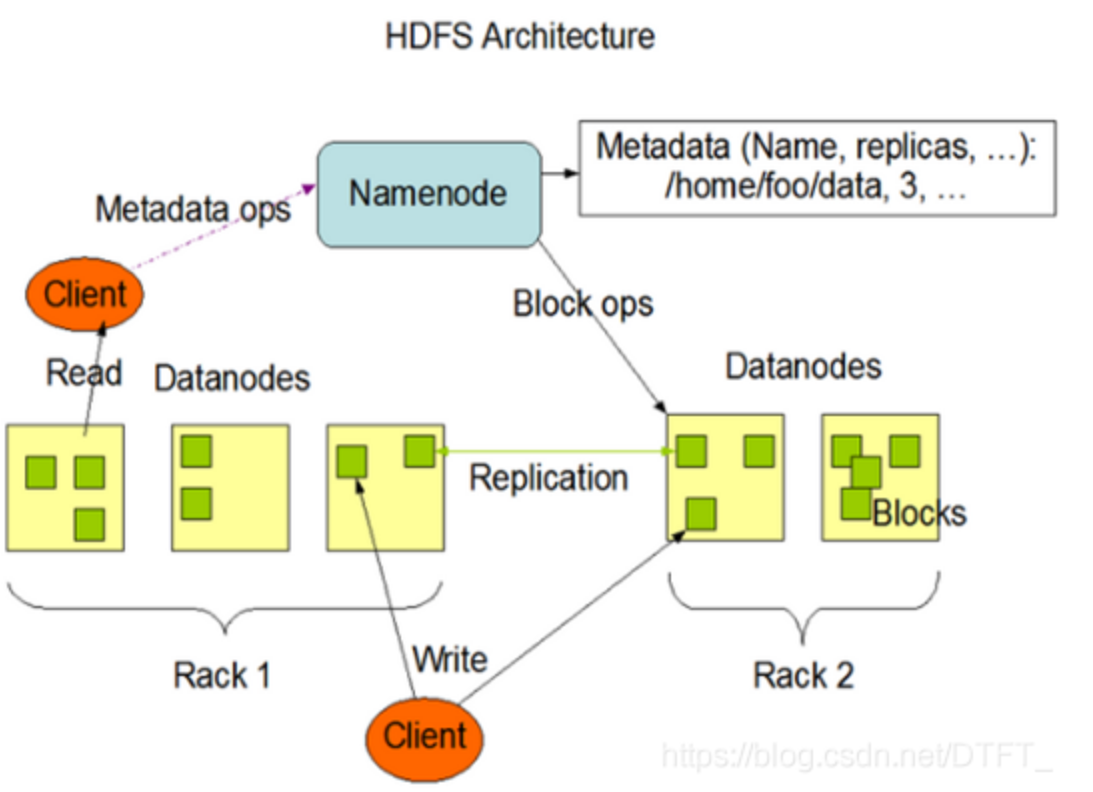 HDFS Architecture
Metadata (Name, replicas, ...):
/home/foo/data, 3, ...
Namenode
Metadata ops
Client
Block ops
Read
Datanodes
Datanodes
Replication
Blocks
Rack 1
Write
Rack 2
Client
https://blog.csdn.net/DTFT_